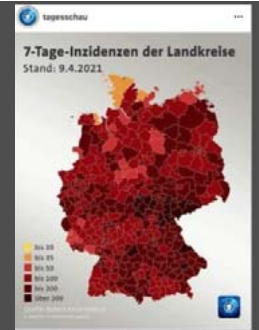 tagesschau
7-Tage-Inzidenzen der Landkreise
Stand: 9.4.2021
bis 35
bis 50
bis 100
bis 200
über 200